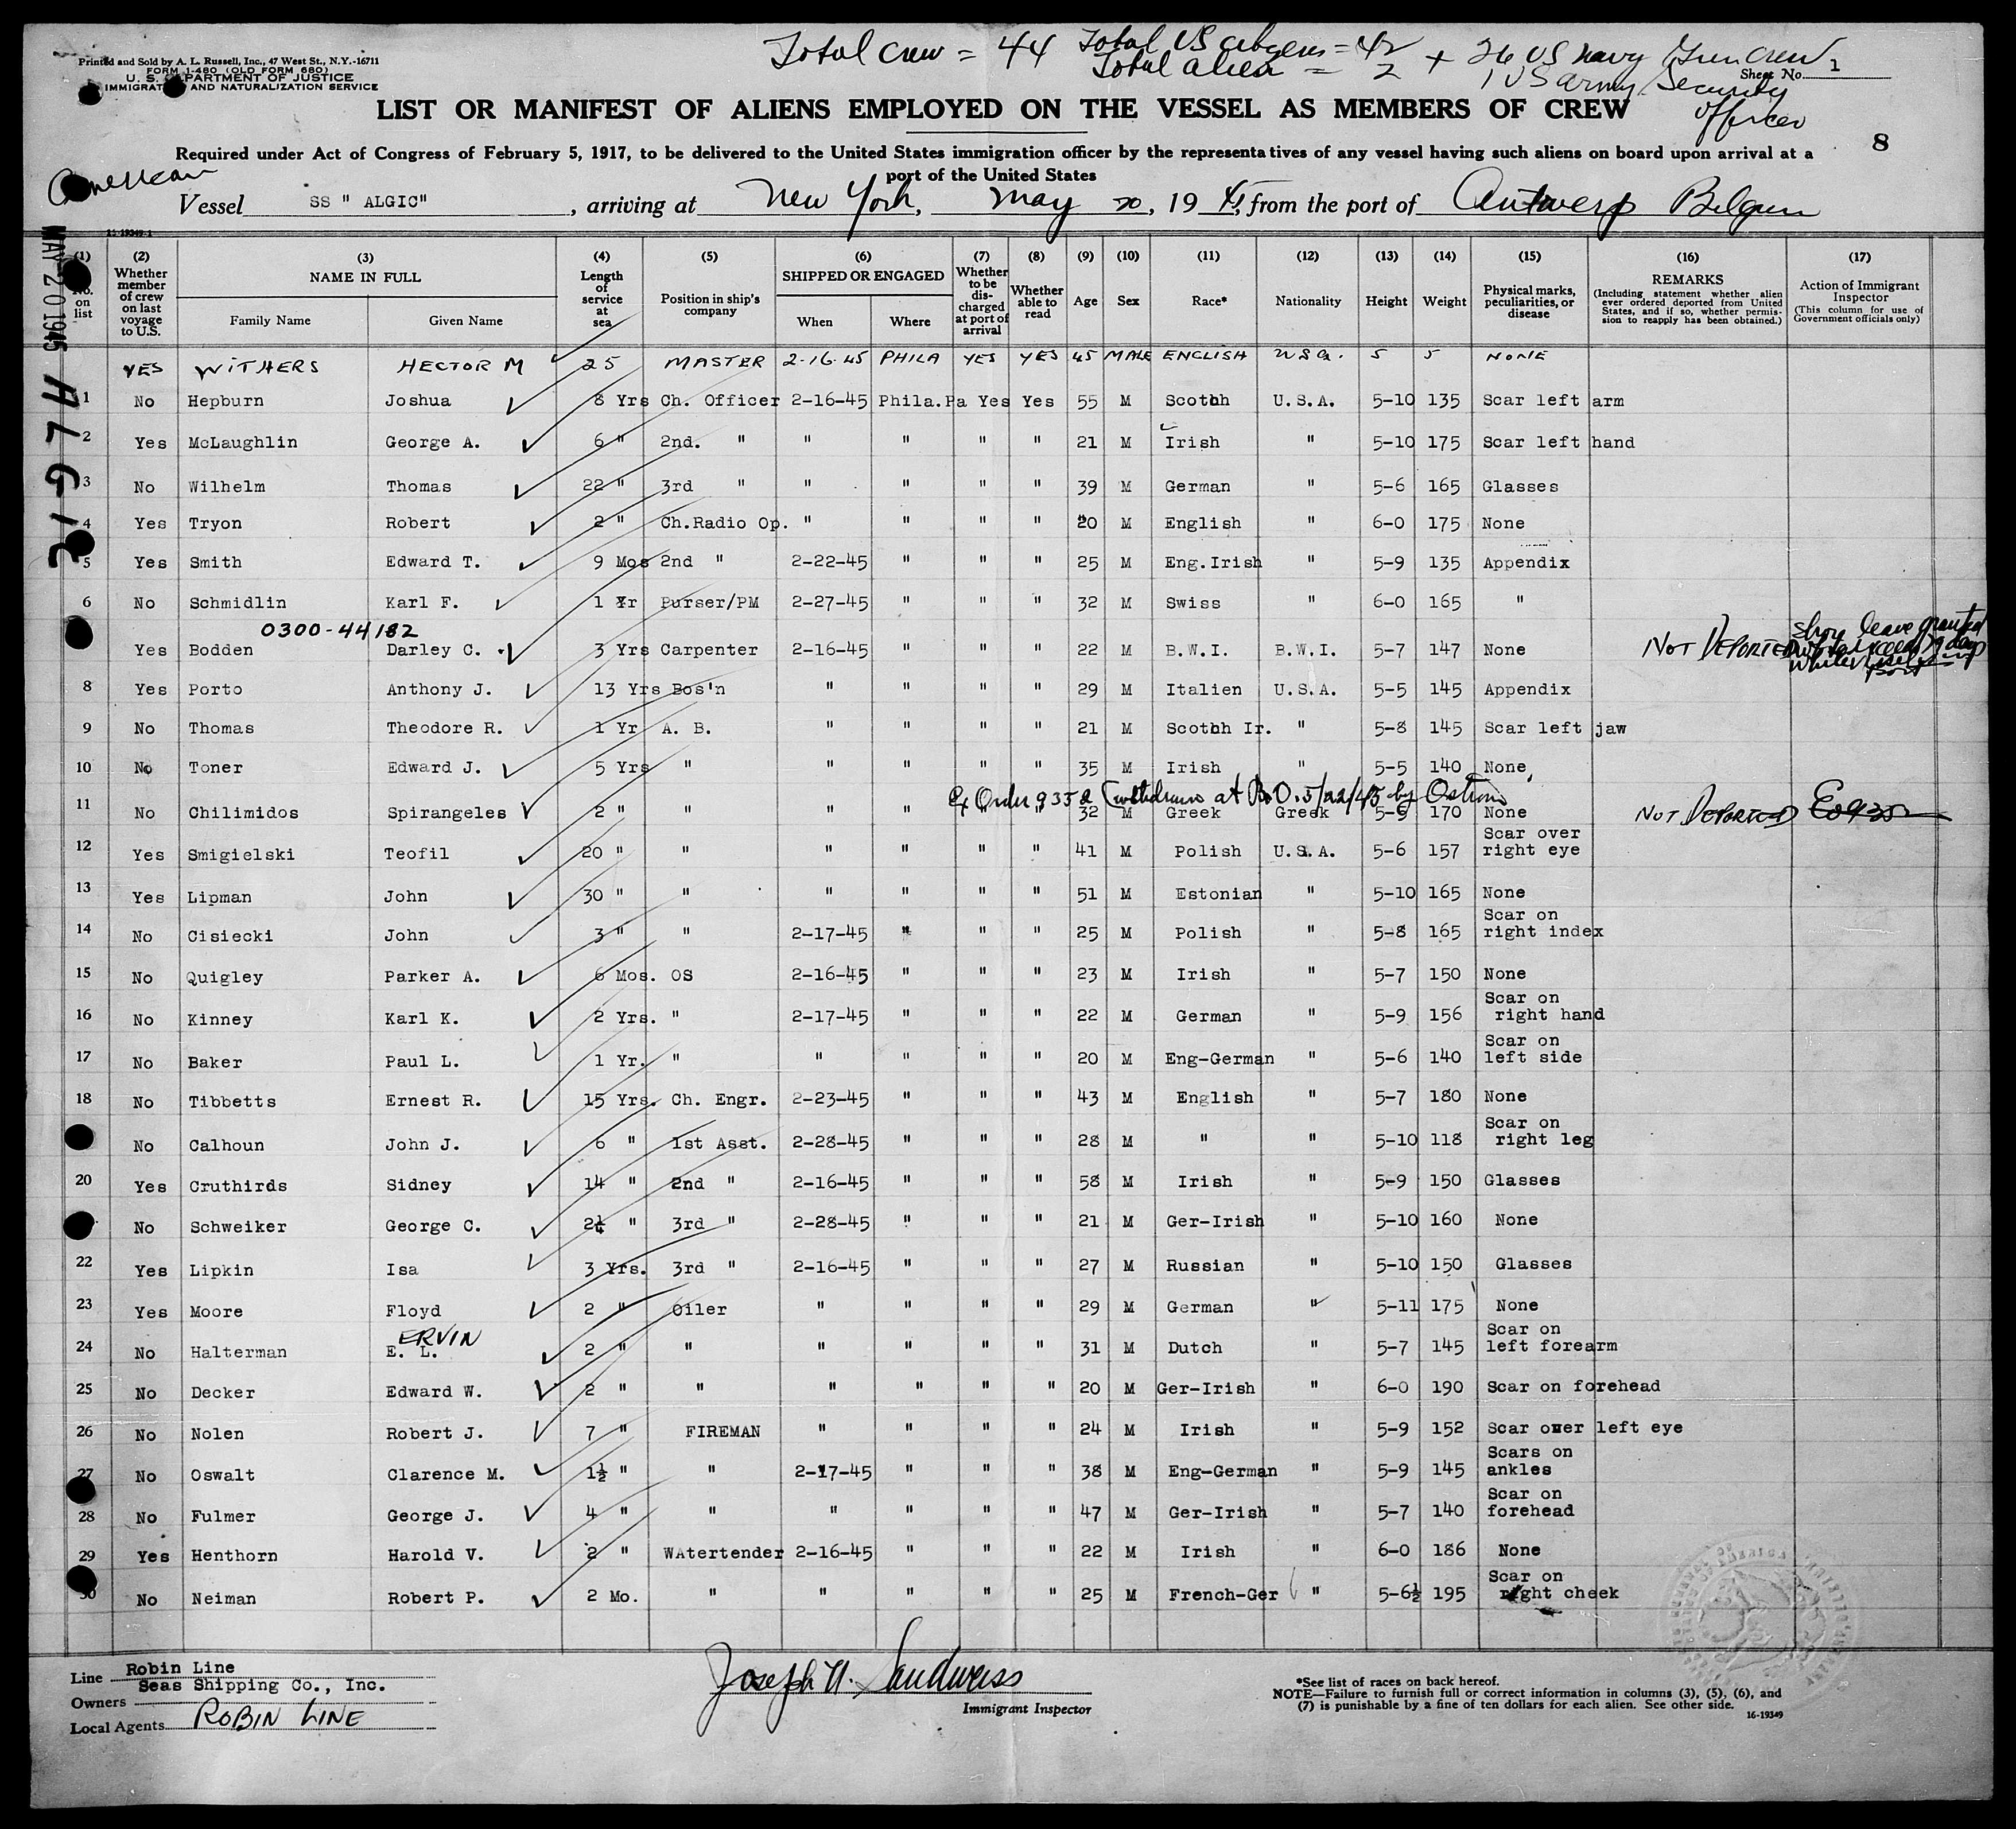 Printed and Sold by A. L. Russell, Inc., 47 West St., N.Y.-16711
FORM I-480 (OLD FORM 680)
U. S. DEPARTMENT OF JUSTICE
IMMIGRATION AND NATURALIZATION SERVICE
Total crew = 44 Total US citizens = 42 + 26 US navy Gun Crew
Total alien = 2 1 US army Security officer
Sheet No. 1
LIST OR MANIFEST OF ALIENS EMPLOYED ON THE VESSEL AS MEMBERS OF CREW
8
Required under Act of Congress of February 5, 1917, to be delivered to the United States immigration officer by the representatives of any vessel having such aliens on board upon arrival at a
port of the United States
American
Vessel SS " ALGIC" , arriving at New York, May 20, 19 45, from the port of Antwerp Belgium
MAY 20 1945 ALGIC
(1) No. on list
(2) Whether member of crew on last voyage to U.S.
(3) NAME IN FULL Family Name Given Name
(4) Length of service at sea
(5) Position in ship's company
(6) SHIPPED OR ENGAGED When Where
(7) Whether to be discharged at port of arrival
(8) Whether able to read
(9) Age
(10) Sex
(11) Race*
(12) Nationality
(13) Height
(14) Weight
(15) Physical marks, peculiarities, or disease
(16) REMARKS (Including statement whether alien ever ordered deported from United States, and if so, whether permission to reapply has been obtained.)
(17) Action of Immigrant Inspector (This column for use of Government officials only)
YES WITHERS HECTOR M 25 MASTER 2-16-45 PHILA YES YES 45 MALE ENGLISH USA. 5 5 NONE
1 No Hepburn Joshua 8 Yrs Ch. Officer 2-16-45 Phila.Pa Yes Yes 55 M Scotch U.S.A. 5-10 135 Scar left arm
2 Yes McLaughlin George A. 6 " 2nd. " " " " " 21 M Irish " 5-10 175 Scar left hand
3 No Wilhelm Thomas 22 " 3rd " " " " " 39 M German " 5-6 165 Glasses
4 Yes Tryon Robert 2 " Ch.Radio Op. " " " " 20 M English " 6-0 175 None
5 Yes Smith Edward T. 9 Mos 2nd " 2-22-45 " " " 25 M Eng.Irish " 5-9 135 Appendix
6 No Schmidlin Karl F. 1 Yr Purser/PM 2-27-45 " " " 32 M Swiss " 6-0 165 "
0300-44182
Yes Bodden Darley C. 3 Yrs Carpenter 2-16-45 " " " 22 M B.W.I. B.W.I. 5-7 147 None NOT DEPORTED Shore leave granted
8 Yes Porto Anthony J. 13 Yrs Bos'n " " " " 29 M Italien U.S.A. 5-5 145 Appendix
9 No Thomas Theodore R. 1 Yr A. B. " " " " 21 M Scotch Ir. " 5-8 145 Scar left jaw
10 No Toner Edward J. 5 Yrs " " " " " 35 M Irish " 5-5 140 None
Ex Order 9352 (withdrawn at B.O. 5/22/45 by
11 No Chilimidos Spirangeles 2 " " " " " " 32 M Greek Greek 5-5 170 None NOT DEPORTED
12 Yes Smigielski Teofil 20 " " " " " " 41 M Polish U.S.A. 5-6 157 Scar over right eye
13 Yes Lipman John 30 " " " " " " 51 M Estonian " 5-10 165 None
14 No Cisiecki John 3 " " 2-17-45 " " " 25 M Polish " 5-8 165 Scar on right index
15 No Quigley Parker A. 6 Mos. OS 2-16-45 " " " 23 M Irish " 5-7 150 None
16 No Kinney Karl K. 2 Yrs. " 2-17-45 " " " 22 M German " 5-9 156 Scar on right hand
17 No Baker Paul L. 1 Yr. " " " " " 20 M Eng-German " 5-6 140 Scar on left side
18 No Tibbetts Ernest R. 15 Yrs. Ch. Engr. 2-23-45 " " " 43 M English " 5-7 180 None
No Calhoun John J. 6 " 1st Asst. 2-28-45 " " " 28 M " " 5-10 118 Scar on right leg
20 Yes Cruthirds Sidney 14 " 2nd " 2-16-45 " " " 58 M Irish " 5-9 150 Glasses
No Schweiker George C. 2¼ " 3rd " 2-28-45 " " " 21 M Ger-Irish " 5-10 160 None
22 Yes Lipkin Isa 3 Yrs. 3rd " 2-16-45 " " " 27 M Russian " 5-10 150 Glasses
23 Yes Moore Floyd 2 " Oiler " " " " 29 M German " 5-11 175 None
24 No Halterman E. L. ERVIN 2 " " " " " " 31 M Dutch " 5-7 145 Scar on left forearm
25 No Decker Edward W. 2 " " " " " " 20 M Ger-Irish " 6-0 190 Scar on forehead
26 No Nolen Robert J. 7 " FIREMAN " " " " 24 M Irish " 5-9 152 Scar over left eye
27 No Oswalt Clarence M. 1½ " " 2-17-45 " " " 38 M Eng-German " 5-9 145 Scars on ankles
28 No Fulmer George J. 4 " " " " " " 47 M Ger-Irish " 5-7 140 Scar on forehead
29 Yes Henthorn Harold V. 2 " WAtertender 2-16-45 " " " 22 M Irish " 6-0 186 None
30 No Neiman Robert P. 2 Mo. " " " " " 25 M French-Ger " 5-6½ 195 Scar on right cheek
Line Robin Line
Owners Seas Shipping Co., Inc.
Local Agents ROBIN LINE
Joseph N. Sandweiss
Immigrant Inspector
*See list of races on back hereof.
NOTE—Failure to furnish full or correct information in columns (3), (5), (6), and
(7) is punishable by a fine of ten dollars for each alien. See other side.
16-19349